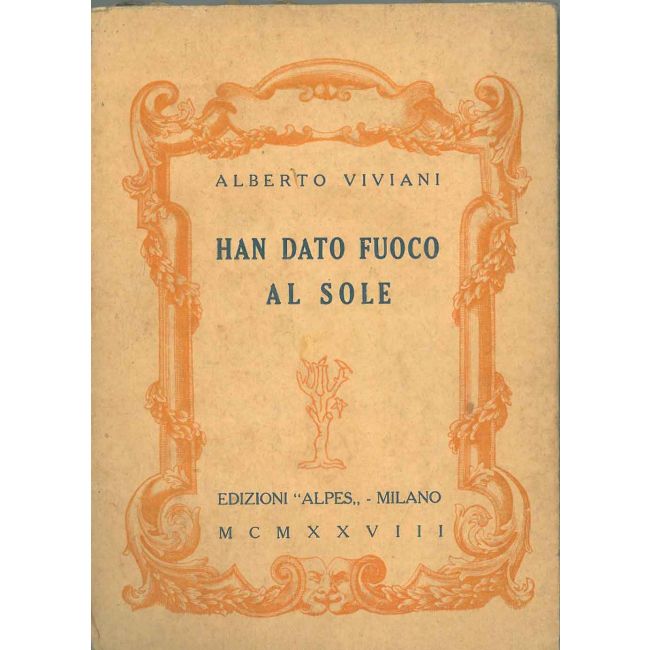 ALBERTO VIVIANI
HAN DATO FUOCO
AL SOLE
EDIZIONI “ALPES„ - MILANO
MCMXXVIII